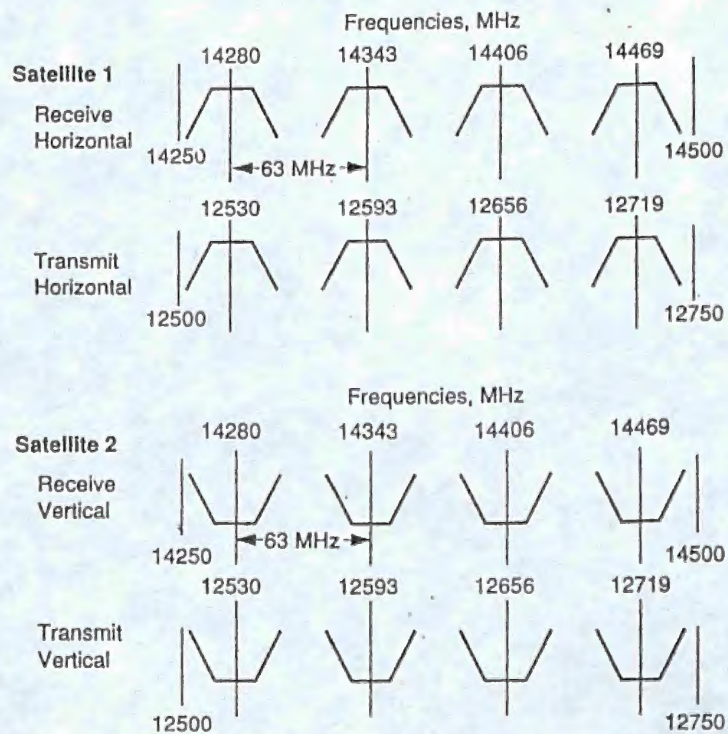 Frequencies, MHz
14280 14343 14406 14469
Satellite 1
Receive
Horizontal
14250 63 MHz 14500
12530 12593 12656 12719
Transmit
Horizontal
12500 12750
Frequencies, MHz
14280 14343 14406 14469
Satellite 2
Receive
Vertical
14250 63 MHz 14500
12530 12593 12656 12719
Transmit
Vertical
12500 12750